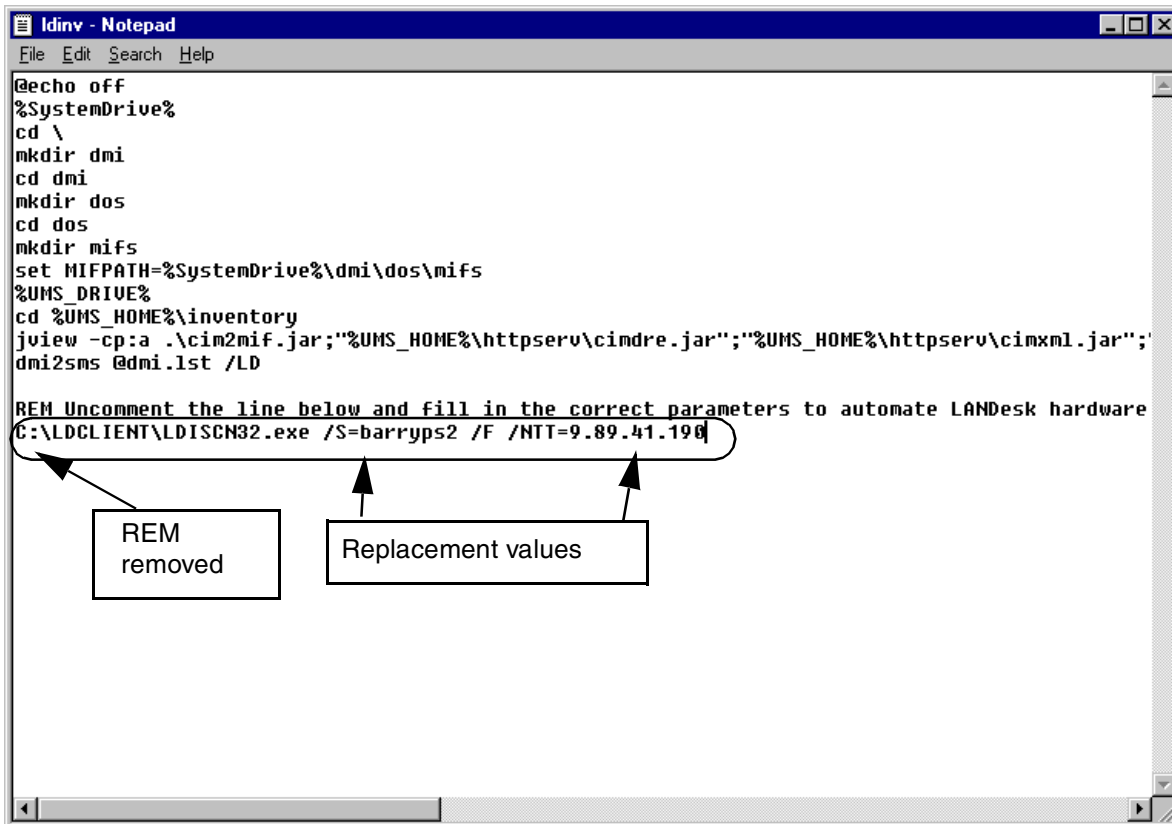 ldinv - Notepad
File Edit Search Help
@echo off
%SystemDrive%
cd \
mkdir dmi
cd dmi
mkdir dos
cd dos
mkdir mifs
set MIFPATH=%SystemDrive%\dmi\dos\mifs
%UMS_DRIVE%
cd %UMS_HOME%\inventory
jview -cp:a .\cim2mif.jar;"%UMS_HOME%\httpserv\cimdre.jar";"%UMS_HOME%\httpserv\cimxml.jar";"
dmi2sms @dmi.lst /LD
REM Uncomment the line below and fill in the correct parameters to automate LANDesk hardware
C:\LDCLIENT\LDISCN32.exe /S=barryps2 /F /NTT=9.89.41.190
REM
removed
Replacement values